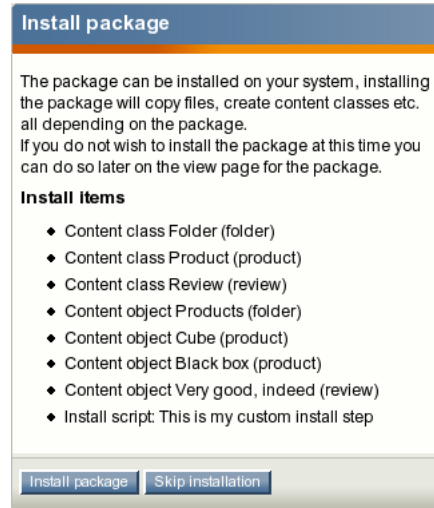 Install package
The package can be installed on your system, installing
the package will copy files, create content classes etc.
all depending on the package.
If you do not wish to install the package at this time you
can do so later on the view page for the package.
Install items
Content class Folder (folder)
Content class Product (product)
Content class Review (review)
Content object Products (folder)
Content object Cube (product)
Content object Black box (product)
Content object Very good, indeed (review)
Install script: This is my custom install step
Install package Skip installation